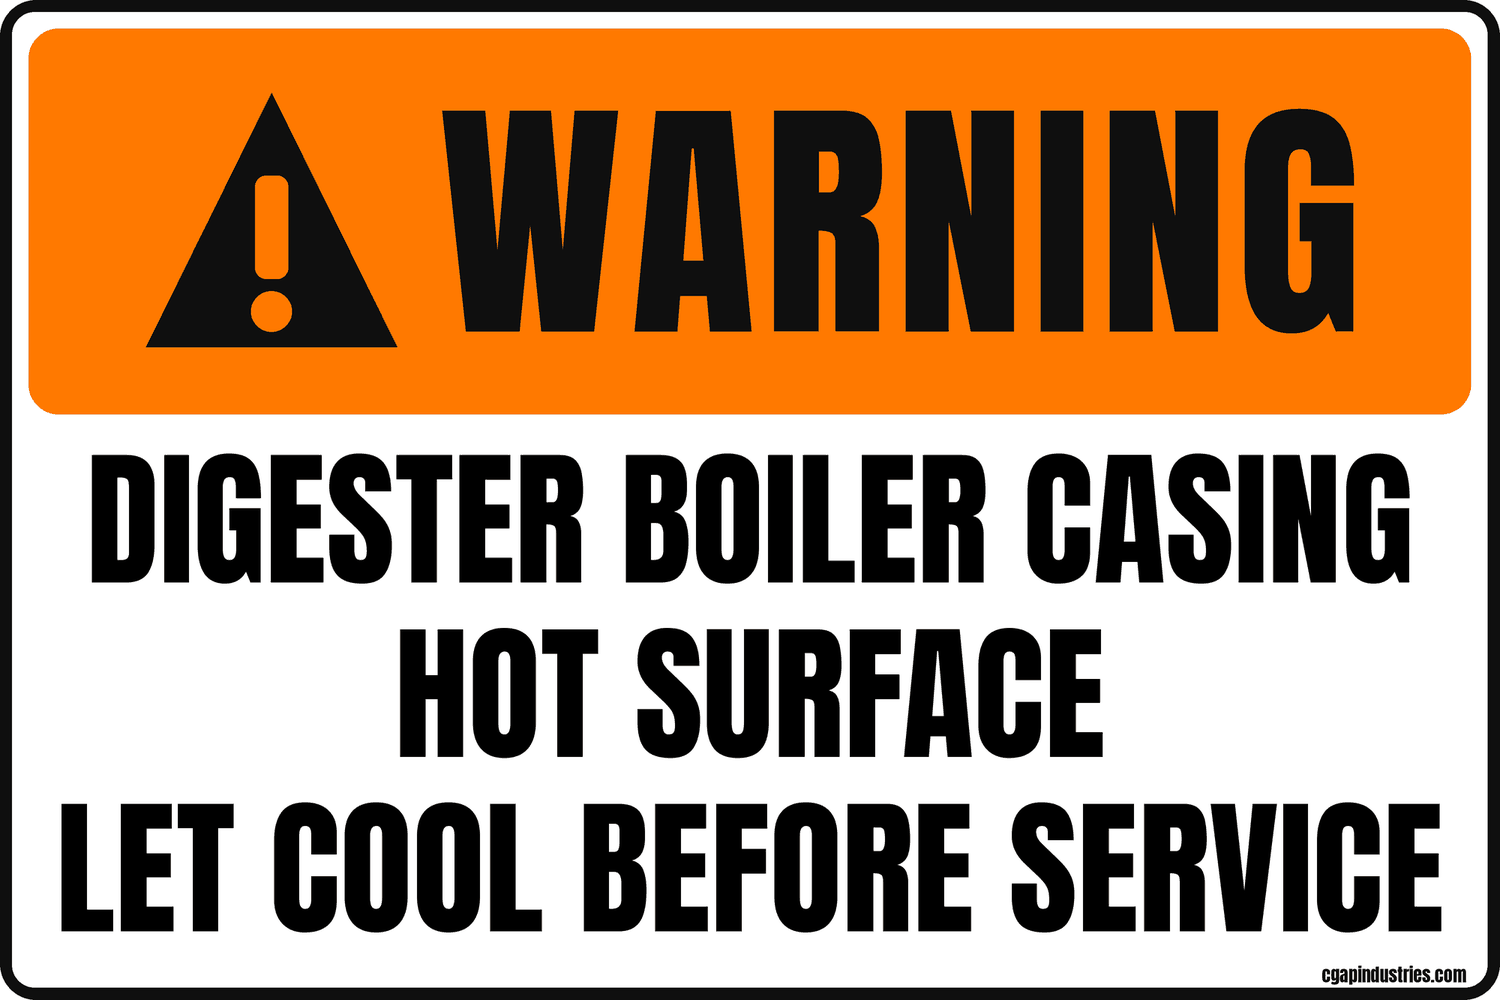 WARNING
DIGESTER BOILER CASING
HOT SURFACE
LET COOL BEFORE SERVICE
cgapindustries.com